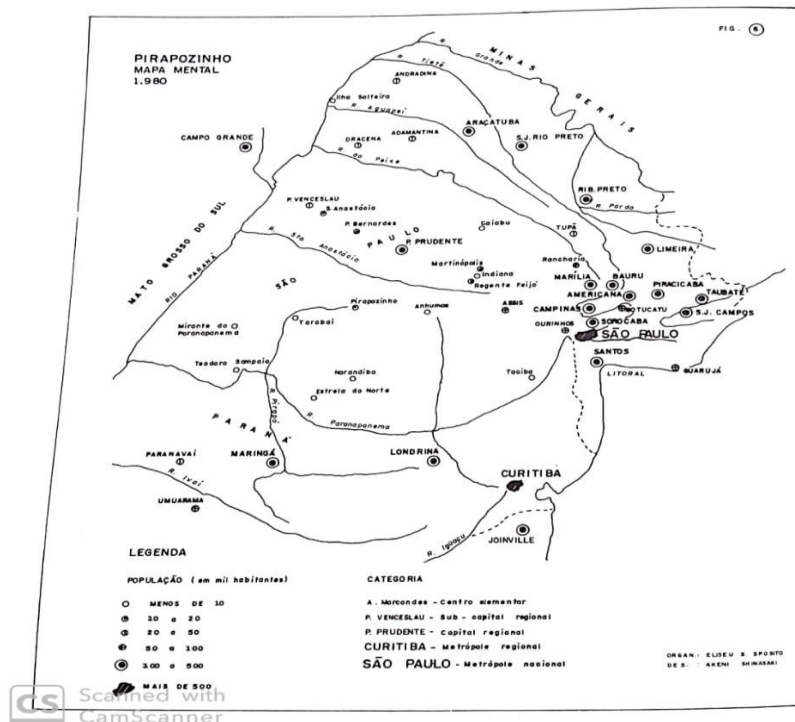 FIG. 6
PIRAPOZINHO
MAPA MENTAL
1.980
MINAS GERAIS
R. Grande
R. Tietê
ANDRADINA
Ilha Solteira
R. Aguapeí
ARAÇATUBA
CAMPO GRANDE
DRACENA
ADAMANTINA
S.J. RIO PRETO
R. do Peixe
RIB. PRETO
R. Pardo
P. VENCESLAU
S. Anastácio
MATO GROSSO DO SUL
RIO PARANÁ
P. Bernardes
SÃO PAULO
Caiabu
TUPÃ
R. Sto Anastácio
P. PRUDENTE
LIMEIRA
Rancharia
Martinópolis
Indiana
Regente Feijó
MARÍLIA
BAURU
PIRACICABA
AMERICANA
TAUBATÉ
Pirapozinho
Anhumas
ASSIS
CAMPINAS
BOTUCATU
S.J. CAMPOS
Mirante do
Paranapanema
Tarabai
OURINHOS
SOROCABA
SÃO PAULO
Teodoro Sampaio
SANTOS
LITORAL
GUARUJÁ
Narandiba
Taciba
Estrela do Norte
R. Pirapó
R. Paranapanema
PARANÁ
PARANAVAÍ
MARINGÁ
LONDRINA
R. Ivaí
CURITIBA
UMUARAMA
R. Iguaçu
JOINVILLE
LEGENDA
POPULAÇÃO (em mil habitantes)
MENOS DE 10
10 a 20
20 a 50
50 a 100
100 a 500
MAIS DE 500
CATEGORIA
A. Marcondes - Centro elementar
P. VENCESLAU - Sub-capital regional
P. PRUDENTE - Capital regional
CURITIBA - Metrópole regional
SÃO PAULO - Metrópole nacional
ORGAN.: ELISEU S. SPOSITO
DES.: AKENI SHINASAKI
CS Scanned with
CamScanner